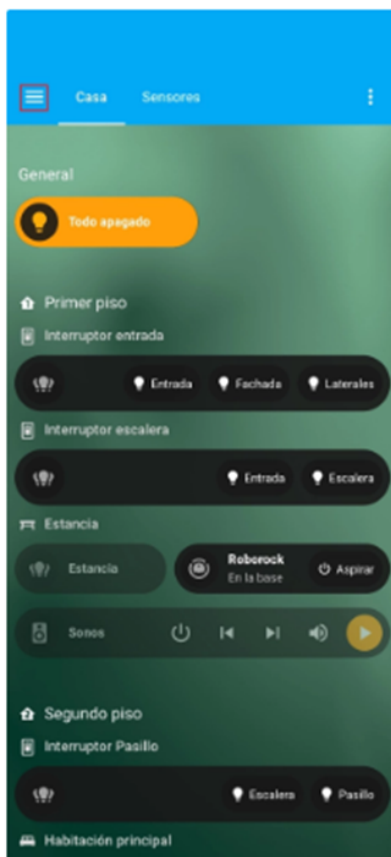 Casa Sensores
General
Todo apagado
Primer piso
Interruptor entrada
Entrada Fachada Laterales
Interruptor escalera
Entrada Escalera
Estancia
Estancia Roborock En la base Aspirar
Sonos
Segundo piso
Interruptor Pasillo
Escalera Pasillo
Habitación principal